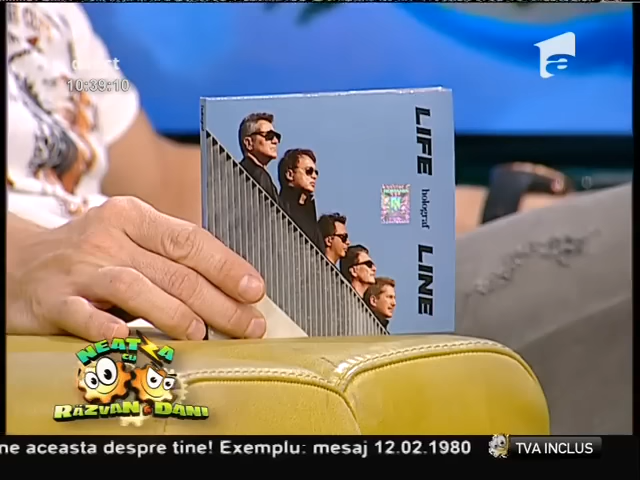 direct
10:39:10
a
LIFE
holograf
LINE
NEATZA
CU
RĂZVAN & DANI
ne aceasta despre tine! Exemplu: mesaj 12.02.1980
TVA INCLUS